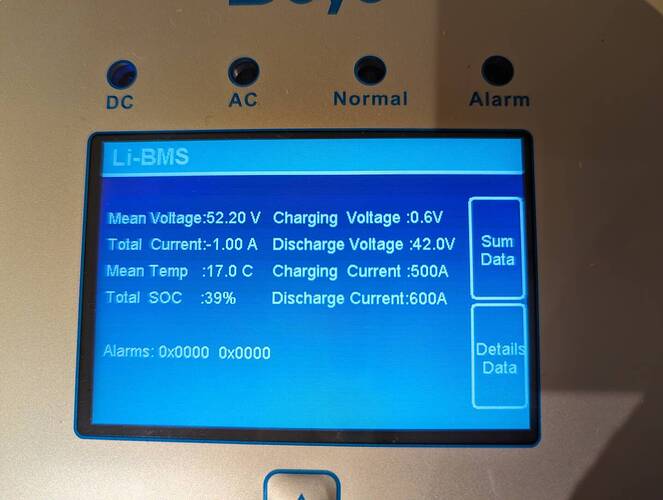 DC AC Normal Alarm
Li-BMS
Mean Voltage:52.20 V Charging Voltage :0.6V
Total Current:-1.00 A Discharge Voltage :42.0V
Mean Temp :17.0 C Charging Current :500A
Total SOC :39% Discharge Current:600A
Alarms: 0x0000 0x0000
Sum
Data
Details
Data